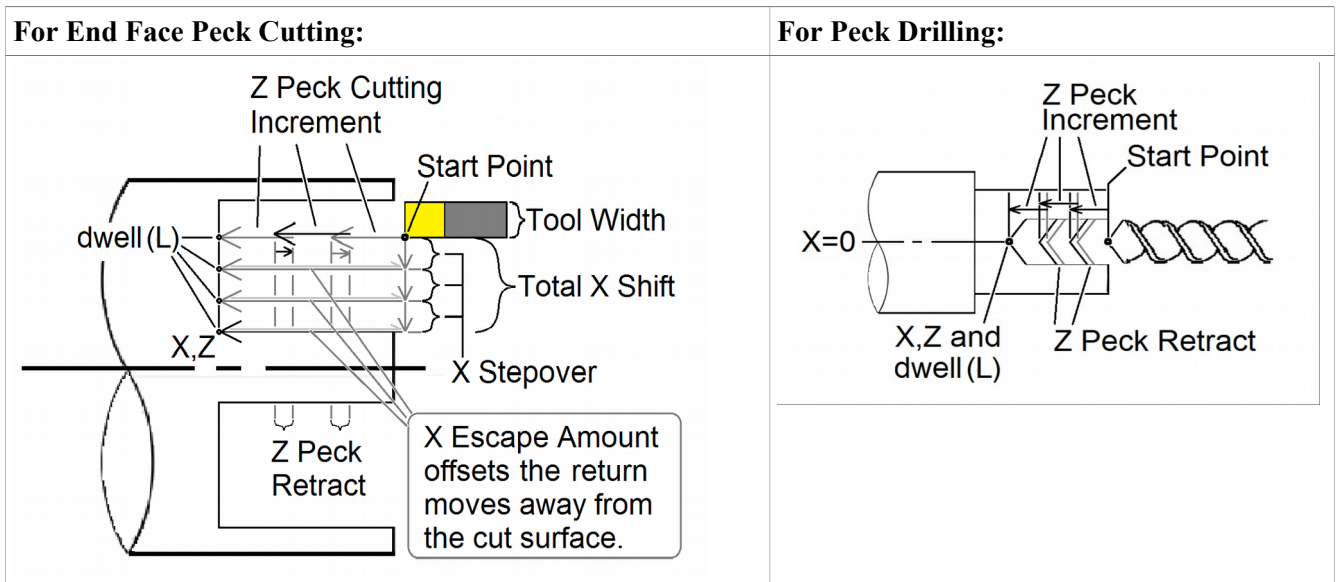 For End Face Peck Cutting:
Z Peck Cutting
Increment
Start Point
Tool Width
dwell (L)
Total X Shift
X,Z
X Stepover
Z Peck
Retract
X Escape Amount
offsets the return
moves away from
the cut surface.
For Peck Drilling:
Z Peck
Increment
Start Point
X=0
X,Z and
dwell (L)
Z Peck Retract